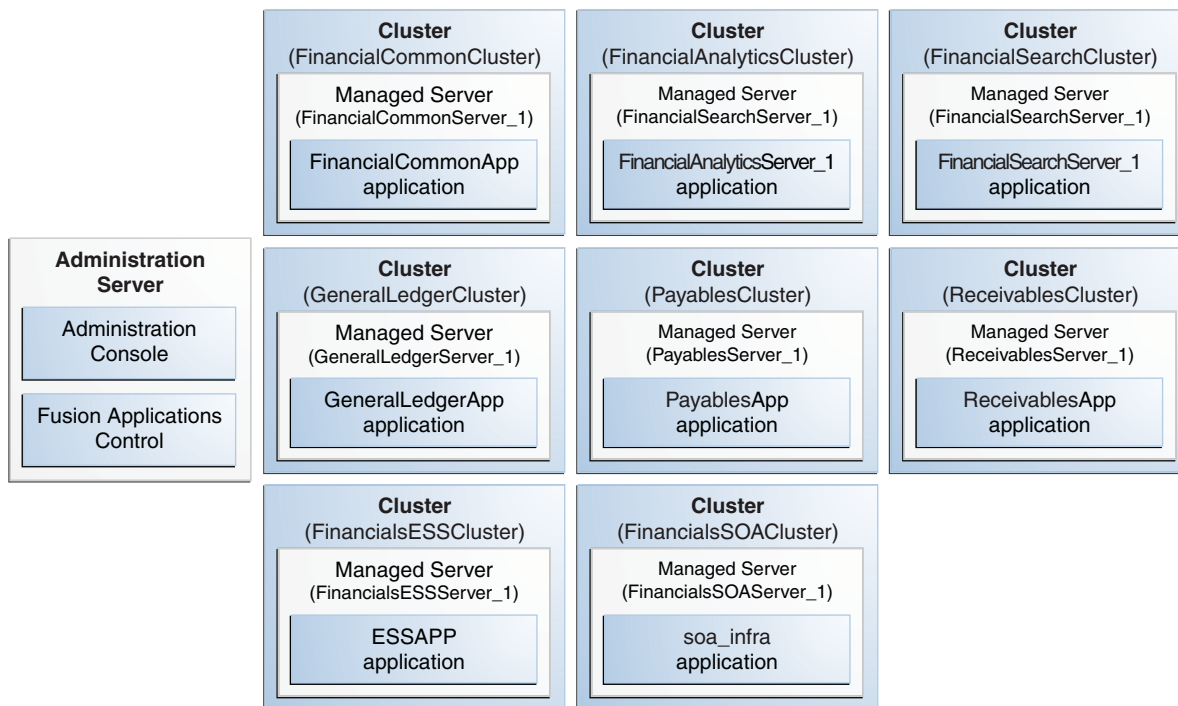 Cluster
(FinancialCommonCluster)
Managed Server
(FinancialCommonServer_1)
FinancialCommonApp
application
Cluster
(FinancialAnalyticsCluster)
Managed Server
(FinancialSearchServer_1)
FinancialAnalyticsServer_1
application
Cluster
(FinancialSearchCluster)
Managed Server
(FinancialSearchServer_1)
FinancialSearchServer_1
application
Administration
Server
Administration
Console
Fusion Applications
Control
Cluster
(GeneralLedgerCluster)
Managed Server
(GeneralLedgerServer_1)
GeneralLedgerApp
application
Cluster
(PayablesCluster)
Managed Server
(PayablesServer_1)
PayablesApp
application
Cluster
(ReceivablesCluster)
Managed Server
(ReceivablesServer_1)
ReceivablesApp
application
Cluster
(FinancialsESSCluster)
Managed Server
(FinancialsESSServer_1)
ESSAPP
application
Cluster
(FinancialsSOACluster)
Managed Server
(FinancialsSOAServer_1)
soa_infra
application